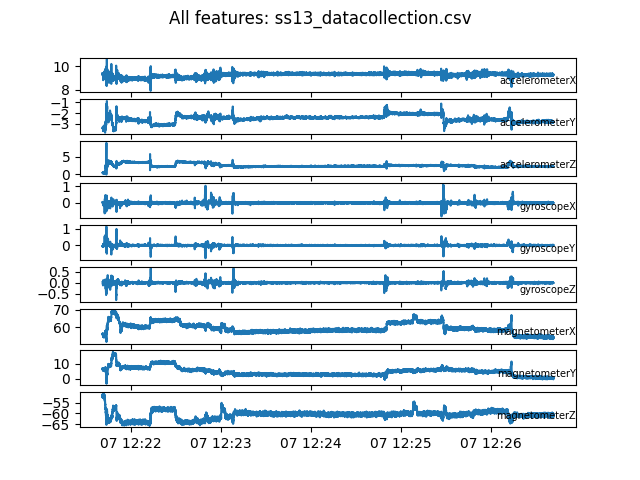 All features: ss13_datacollection.csv
10
8
accelerometerX
−1
−2
−3
accelerometerY
5
0
accelerometerZ
1
0
gyroscopeX
1
0
gyroscopeY
0.5
0.0
−0.5
gyroscopeZ
70
60
magnetometerX
10
0
magnetometerY
−55
−60
−65
magnetometerZ
07 12:22 07 12:23 07 12:24 07 12:25 07 12:26